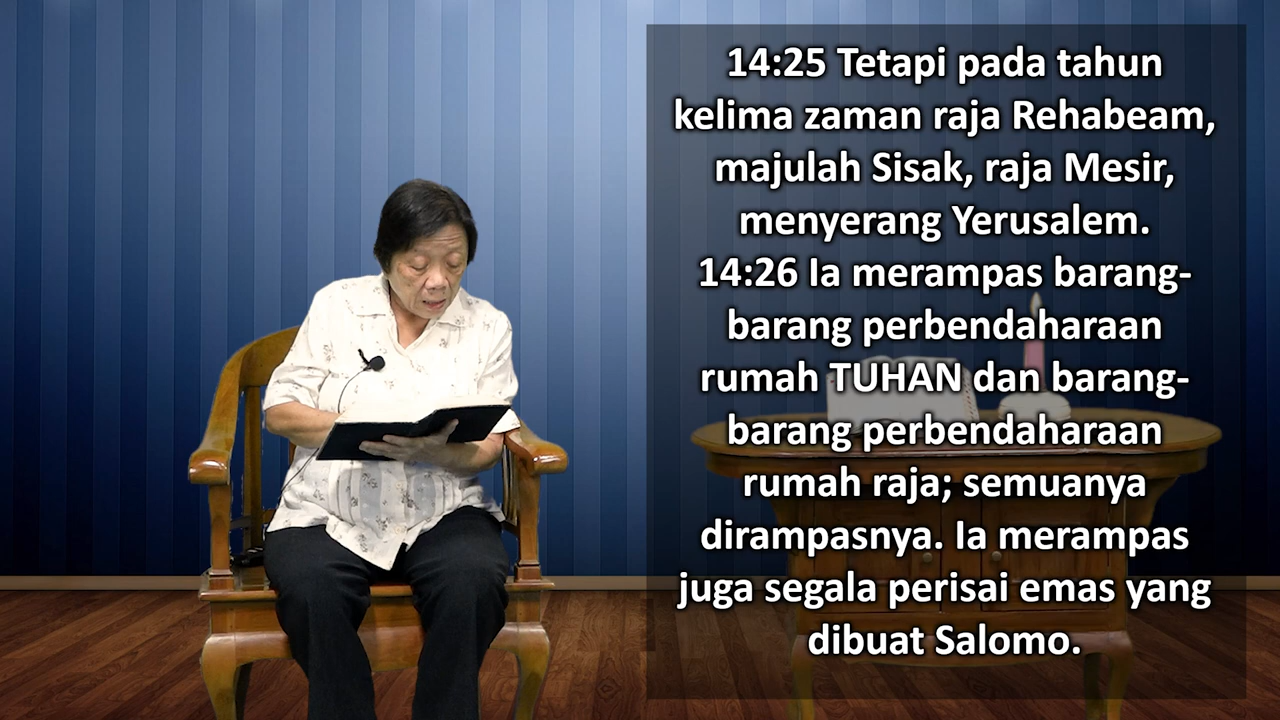 14:25 Tetapi pada tahun
kelima zaman raja Rehabeam,
majulah Sisak, raja Mesir,
menyerang Yerusalem.
14:26 Ia merampas barang-
barang perbendaharaan
rumah TUHAN dan barang-
barang perbendaharaan
rumah raja; semuanya
dirampasnya. Ia merampas
juga segala perisai emas yang
dibuat Salomo.